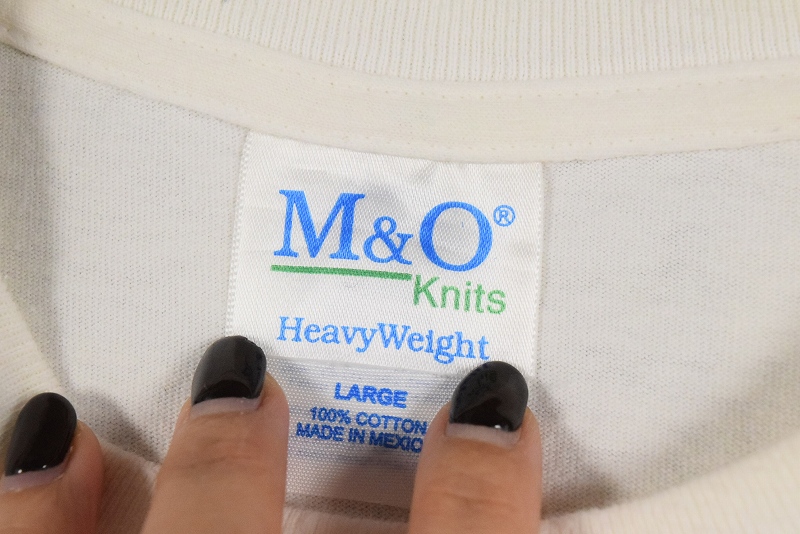 M&O®
Knits
HeavyWeight
LARGE
100% COTTON
MADE IN MEXICO